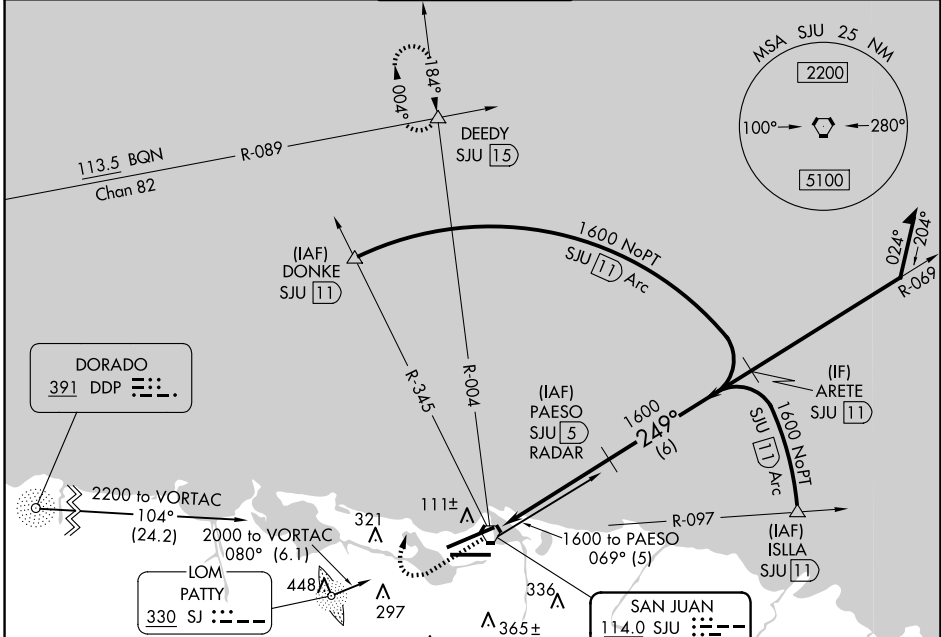 MSA SJU 25 NM
2200
100°
280°
5100
184°
004°
DEEDY
SJU 15
113.5 BQN
Chan 82
R-089
(IAF)
DONKE
SJU 11
1600 NoPT
SJU 11 Arc
024°
204°
R-069
DORADO
391 DDP
R-345
R-004
(IAF)
PAESO
SJU 5
RADAR
1600
249°
(6)
(IF)
ARETE
SJU 11
1600 NoPT
SJU 11 Arc
2200 to VORTAC
104°
(24.2)
2000 to VORTAC
080° (6.1)
321
111±
1600 to PAESO
069° (5)
R-097
(IAF)
ISLLA
SJU 11
LOM
PATTY
330 SJ
448
297
336
365±
SAN JUAN
114.0 SJU